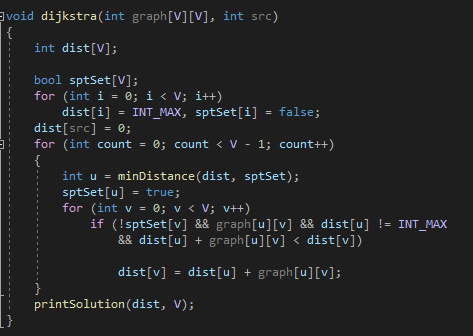 void dijkstra(int graph[V][V], int src)
{
    int dist[V];
    bool sptSet[V];
    for (int i = 0; i < V; i++)
        dist[i] = INT_MAX, sptSet[i] = false;
    dist[src] = 0;
    for (int count = 0; count < V - 1; count++)
    {
        int u = minDistance(dist, sptSet);
        sptSet[u] = true;
        for (int v = 0; v < V; v++)
            if (!sptSet[v] && graph[u][v] && dist[u] != INT_MAX
                && dist[u] + graph[u][v] < dist[v])
                dist[v] = dist[u] + graph[u][v];
    }
    printSolution(dist, V);
}